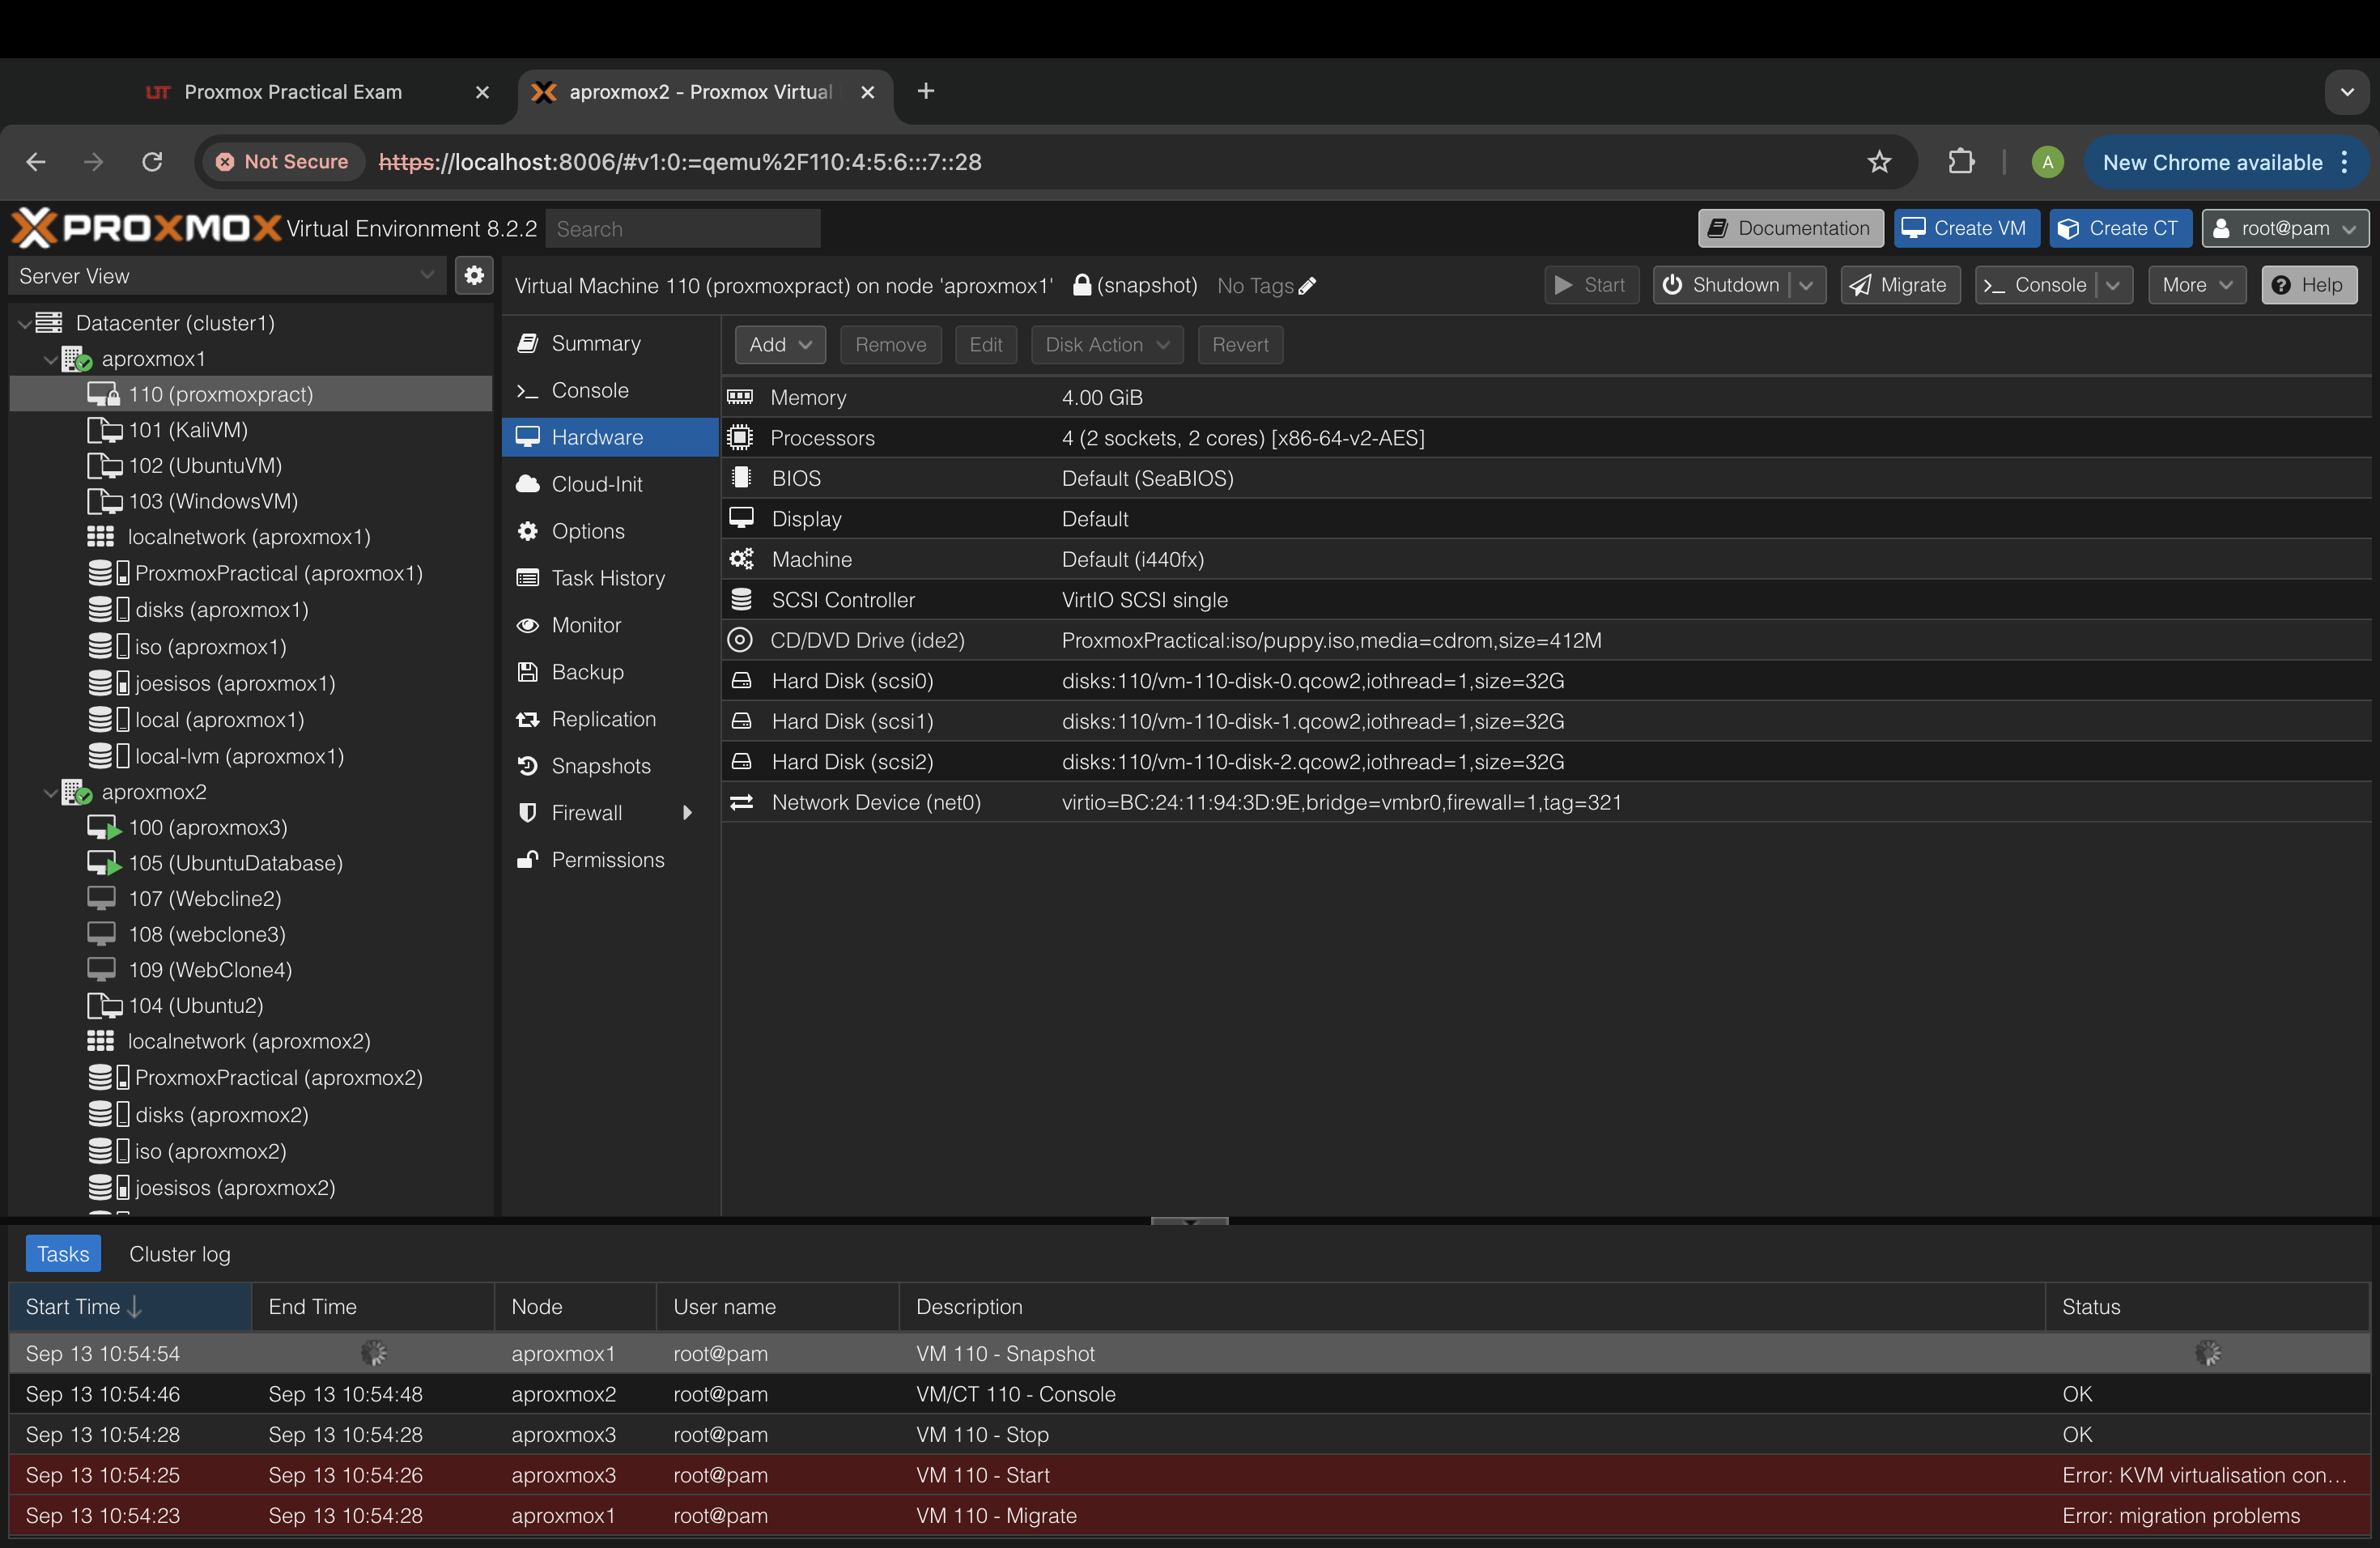 Proxmox Practical Exam
aproxmox2 - Proxmox Virtual
Not Secure https://localhost:8006/#v1:0:=qemu%2F110:4:5:6:::7::28
A
New Chrome available
PROXMOX Virtual Environment 8.2.2 Search
Documentation Create VM Create CT root@pam
Server View
Virtual Machine 110 (proxmoxpract) on node 'aproxmox1' (snapshot) No Tags
Start Shutdown Migrate Console More Help
Datacenter (cluster1)
aproxmox1
110 (proxmoxpract)
101 (KaliVM)
102 (UbuntuVM)
103 (WindowsVM)
localnetwork (aproxmox1)
ProxmoxPractical (aproxmox1)
disks (aproxmox1)
iso (aproxmox1)
joesisos (aproxmox1)
local (aproxmox1)
local-lvm (aproxmox1)
aproxmox2
100 (aproxmox3)
105 (UbuntuDatabase)
107 (Webcline2)
108 (webclone3)
109 (WebClone4)
104 (Ubuntu2)
localnetwork (aproxmox2)
ProxmoxPractical (aproxmox2)
disks (aproxmox2)
iso (aproxmox2)
joesisos (aproxmox2)
Summary
Console
Hardware
Cloud-Init
Options
Task History
Monitor
Backup
Replication
Snapshots
Firewall
Permissions
Add Remove Edit Disk Action Revert
Memory 4.00 GiB
Processors 4 (2 sockets, 2 cores) [x86-64-v2-AES]
BIOS Default (SeaBIOS)
Display Default
Machine Default (i440fx)
SCSI Controller VirtIO SCSI single
CD/DVD Drive (ide2) ProxmoxPractical:iso/puppy.iso,media=cdrom,size=412M
Hard Disk (scsi0) disks:110/vm-110-disk-0.qcow2,iothread=1,size=32G
Hard Disk (scsi1) disks:110/vm-110-disk-1.qcow2,iothread=1,size=32G
Hard Disk (scsi2) disks:110/vm-110-disk-2.qcow2,iothread=1,size=32G
Network Device (net0) virtio=BC:24:11:94:3D:9E,bridge=vmbr0,firewall=1,tag=321
Tasks Cluster log
Start Time End Time Node User name Description Status
Sep 13 10:54:54 aproxmox1 root@pam VM 110 - Snapshot
Sep 13 10:54:46 Sep 13 10:54:48 aproxmox2 root@pam VM/CT 110 - Console OK
Sep 13 10:54:28 Sep 13 10:54:28 aproxmox3 root@pam VM 110 - Stop OK
Sep 13 10:54:25 Sep 13 10:54:26 aproxmox3 root@pam VM 110 - Start Error: KVM virtualisation con...
Sep 13 10:54:23 Sep 13 10:54:28 aproxmox1 root@pam VM 110 - Migrate Error: migration problems